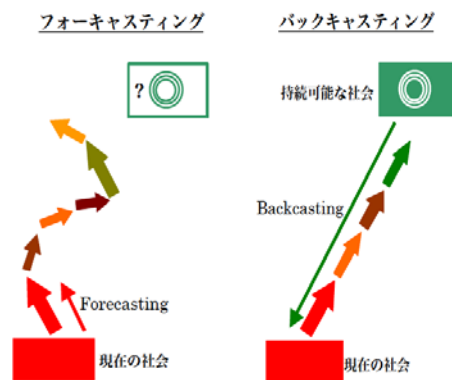 フォーキャスティング
?
Forecasting
現在の社会
バックキャスティング
持続可能な社会
Backcasting
現在の社会